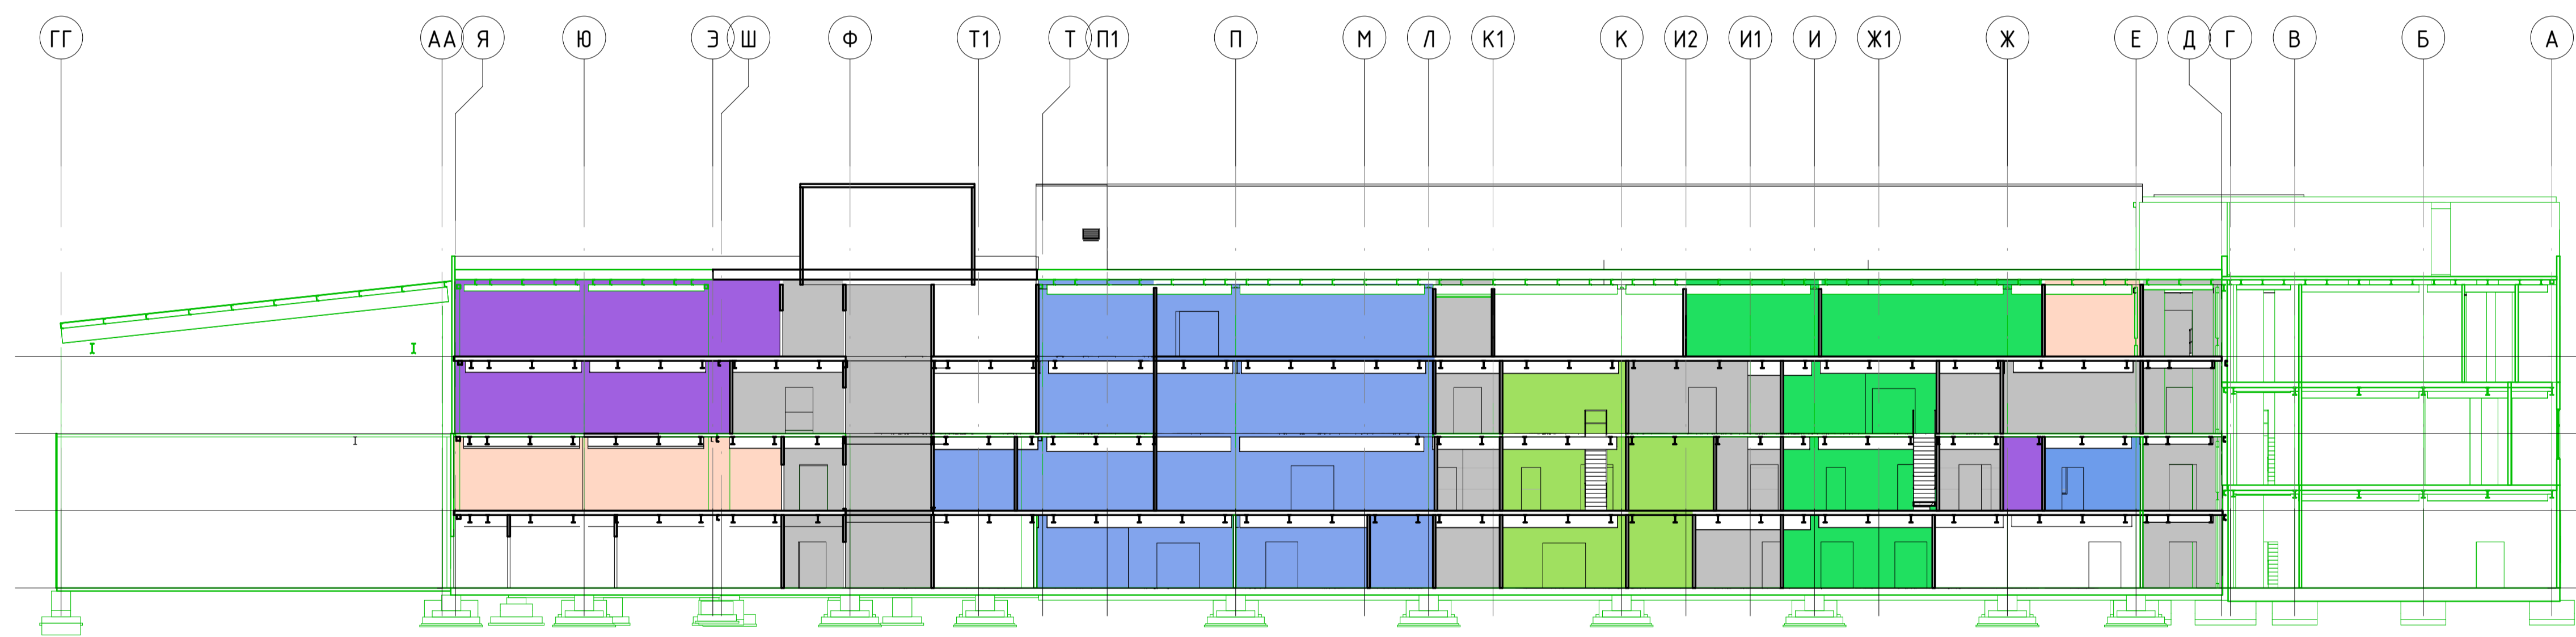 ГГ АА Я Ю Э Ш Ф Т1 Т П1 П М Л К1 К И2 И1 И Ж1 Ж Е Д Г В Б А